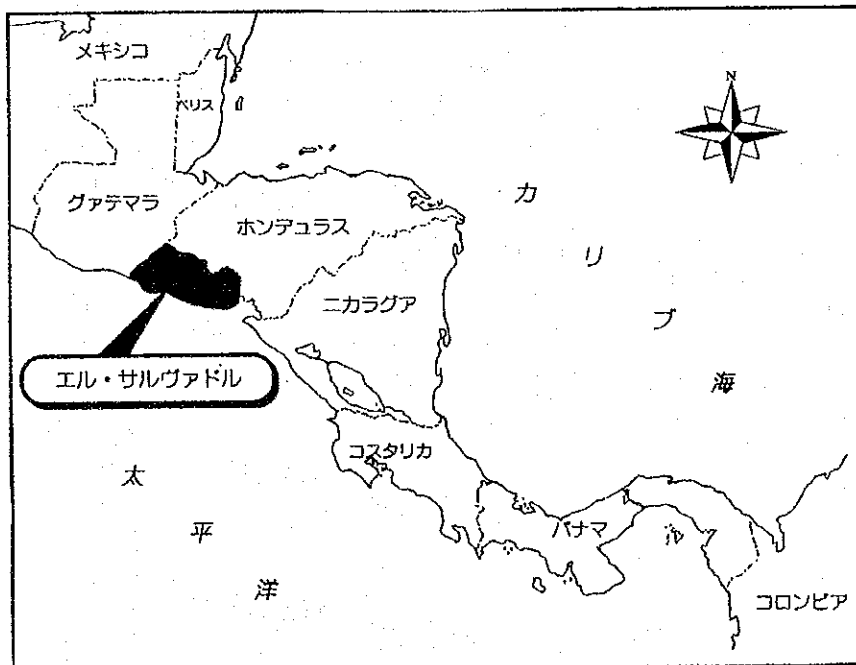 メキシコ
N
ベリス
グァテマラ
ホンデュラス
ニカラグア
エル・サルヴァドル
コスタリカ
パナマ
コロンビア
カリブ海
太平洋